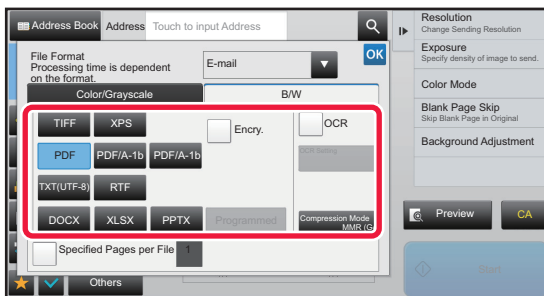 Address Book
Address
Touch to input Address
File Format
Processing time is dependent
on the format.
E-mail
OK
Color/Grayscale
B/W
TIFF
XPS
Encry.
OCR
PDF
PDF/A-1b
PDF/A-1b
OCR Setting
TXT(UTF-8)
RTF
DOCX
XLSX
PPTX
Programmed
Compression Mode
MMR (G
Specified Pages per File
1
Others
Resolution
Change Sending Resolution
Exposure
Specify density of image to send.
Color Mode
Blank Page Skip
Skip Blank Page in Original
Background Adjustment
Preview
CA
Start